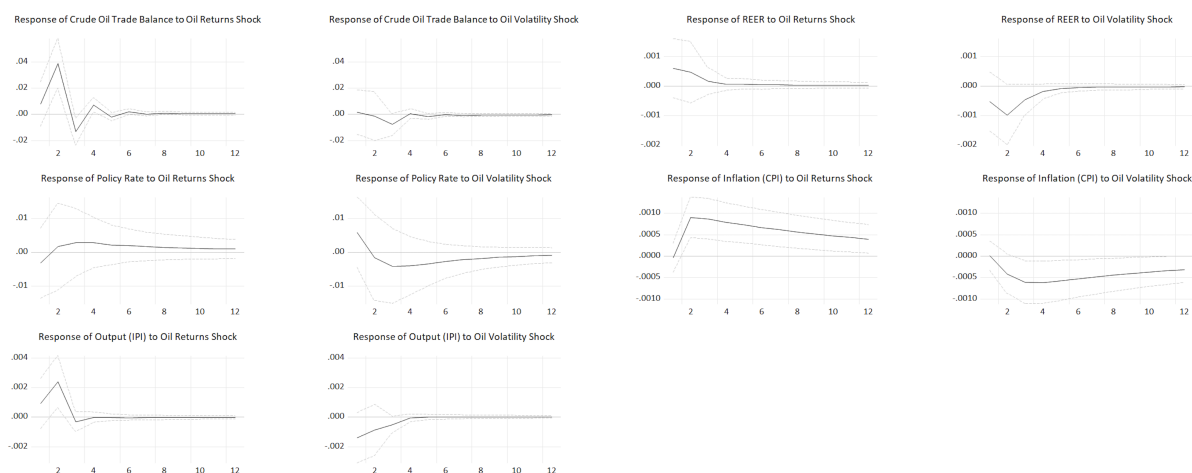 Response of Crude Oil Trade Balance to Oil Returns Shock
.04
.02
.00
-.02
2 4 6 8 10 12
Response of Crude Oil Trade Balance to Oil Volatility Shock
.04
.02
.00
-.02
2 4 6 8 10 12
Response of REER to Oil Returns Shock
.001
.000
-.001
-.002
2 4 6 8 10 12
Response of REER to Oil Volatility Shock
.001
.000
-.001
-.002
2 4 6 8 10 12
Response of Policy Rate to Oil Returns Shock
.01
.00
-.01
2 4 6 8 10 12
Response of Policy Rate to Oil Volatility Shock
.01
.00
-.01
2 4 6 8 10 12
Response of Inflation (CPI) to Oil Returns Shock
.0010
.0005
.0000
-.0005
-.0010
2 4 6 8 10 12
Response of Inflation (CPI) to Oil Volatility Shock
.0010
.0005
.0000
-.0005
-.0010
2 4 6 8 10 12
Response of Output (IPI) to Oil Returns Shock
.004
.002
.000
-.002
2 4 6 8 10 12
Response of Output (IPI) to Oil Volatility Shock
.004
.002
.000
-.002
2 4 6 8 10 12